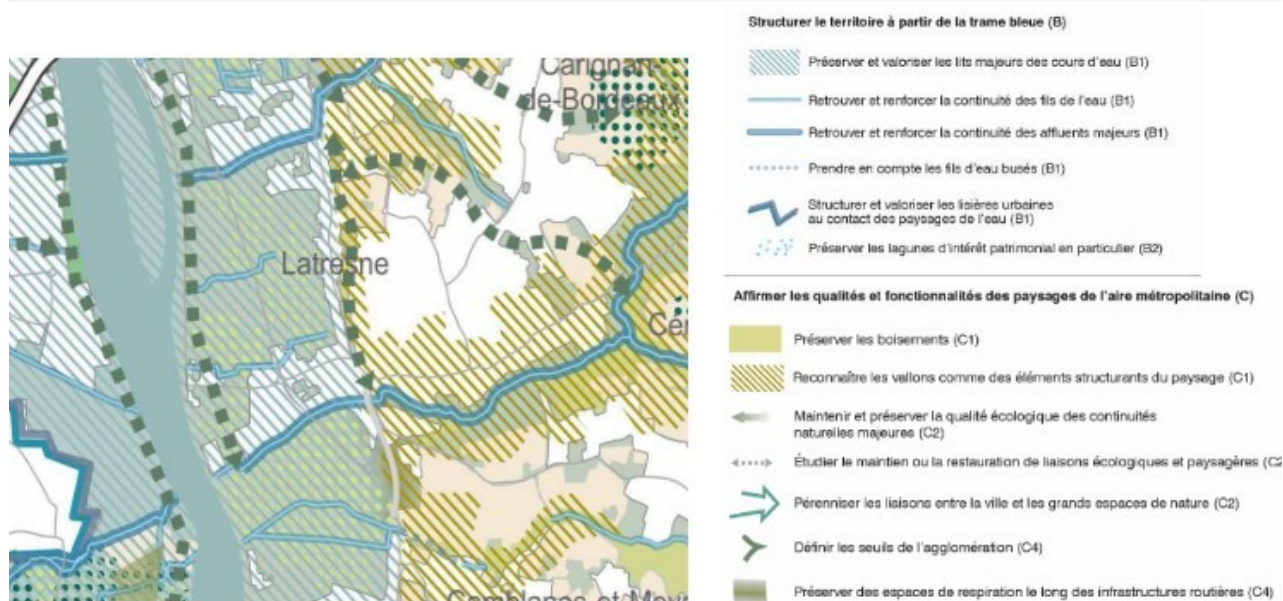 Carignan-
de-Bordeaux
Latresne
Structurer le territoire à partir de la trame bleue (B)
Préserver et valoriser les lits majeurs des cours d'eau (B1)
Retrouver et renforcer la continuité des fils de l'eau (B1)
Retrouver et renforcer la continuité des affluents majeurs (B1)
Prendre en compte les fils d'eau busés (B1)
Structurer et valoriser les lisières urbaines
au contact des paysages de l'eau (B1)
Préserver les lagunes d'intérêt patrimonial en particulier (B2)
Affirmer les qualités et fonctionnalités des paysages de l'aire métropolitaine (C)
Préserver les boisements (C1)
Reconnaître les vallons comme des éléments structurants du paysage (C1)
Maintenir et préserver la qualité écologique des continuités
naturelles majeures (C2)
Étudier le maintien ou la restauration de liaisons écologiques et paysagères (C2
Pérenniser les liaisons entre la ville et les grands espaces de nature (C2)
Définir les seuils de l'agglomération (C4)
Préserver des espaces de respiration le long des infrastructures routières (C4)